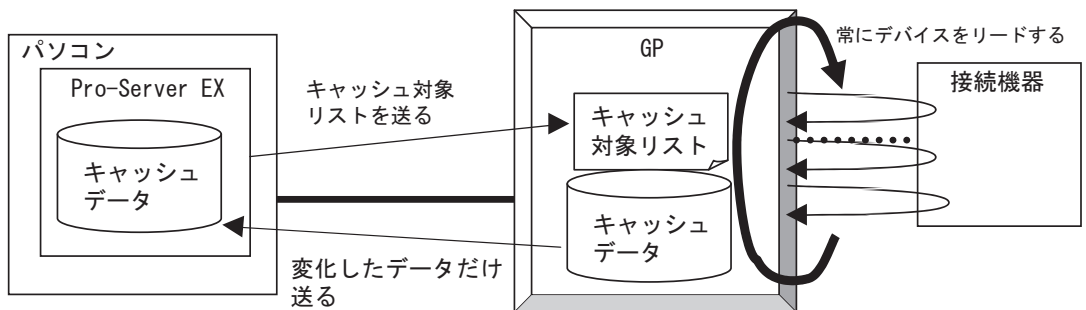 パソコン
Pro-Server EX
キャッシュ
データ
キャッシュ対象
リストを送る
変化したデータだけ
送る
GP
キャッシュ
対象リスト
キャッシュ
データ
常にデバイスをリードする
接続機器